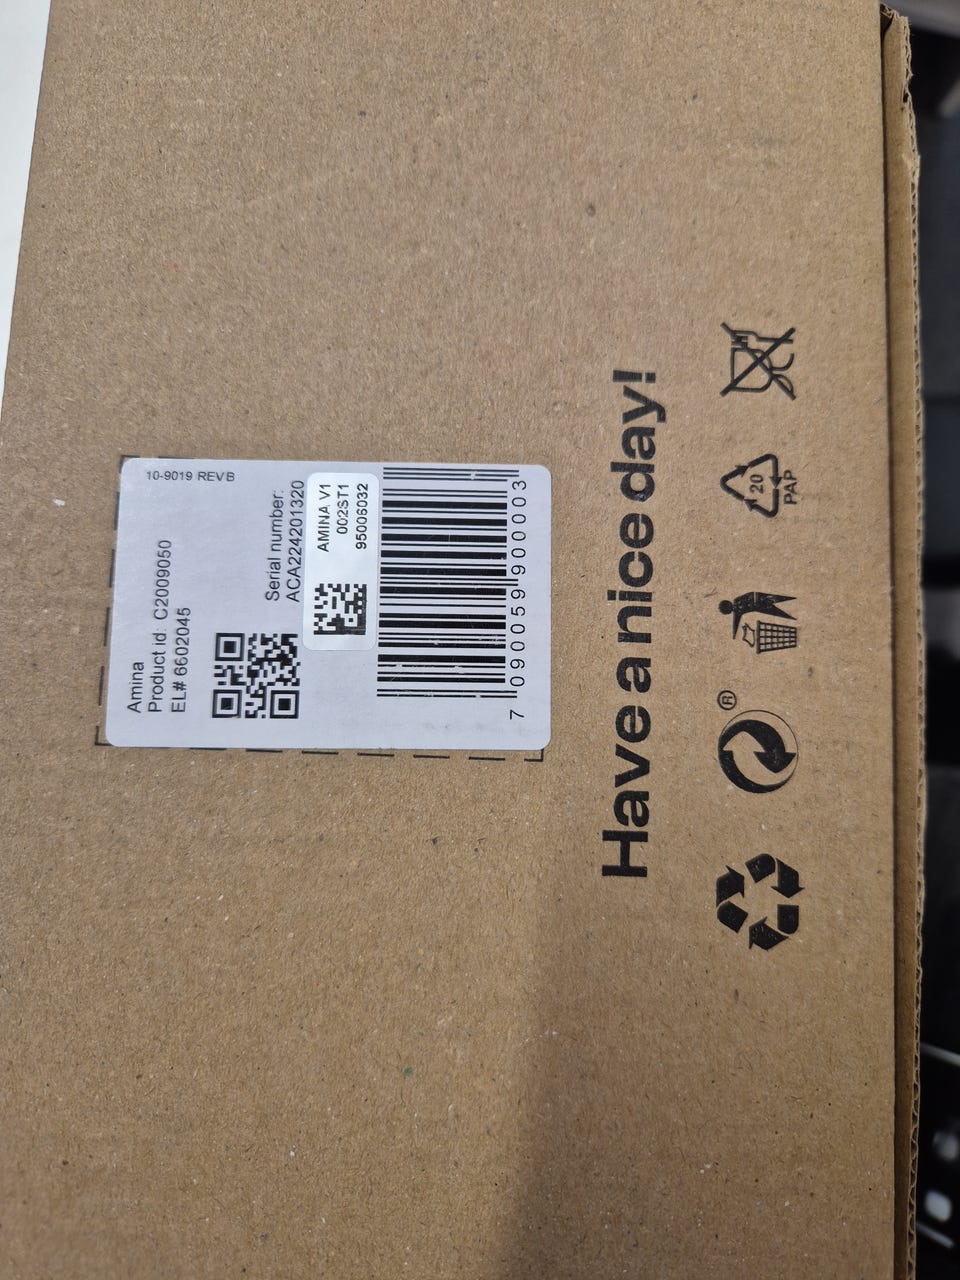 10-9019 REV B
Amina
Product id: C2009050
EL# 6602045
Serial number:
ACA224201320
AMINA V1
002ST1
95006032
7 090059 900003
Have a nice day!
®
20
PAP